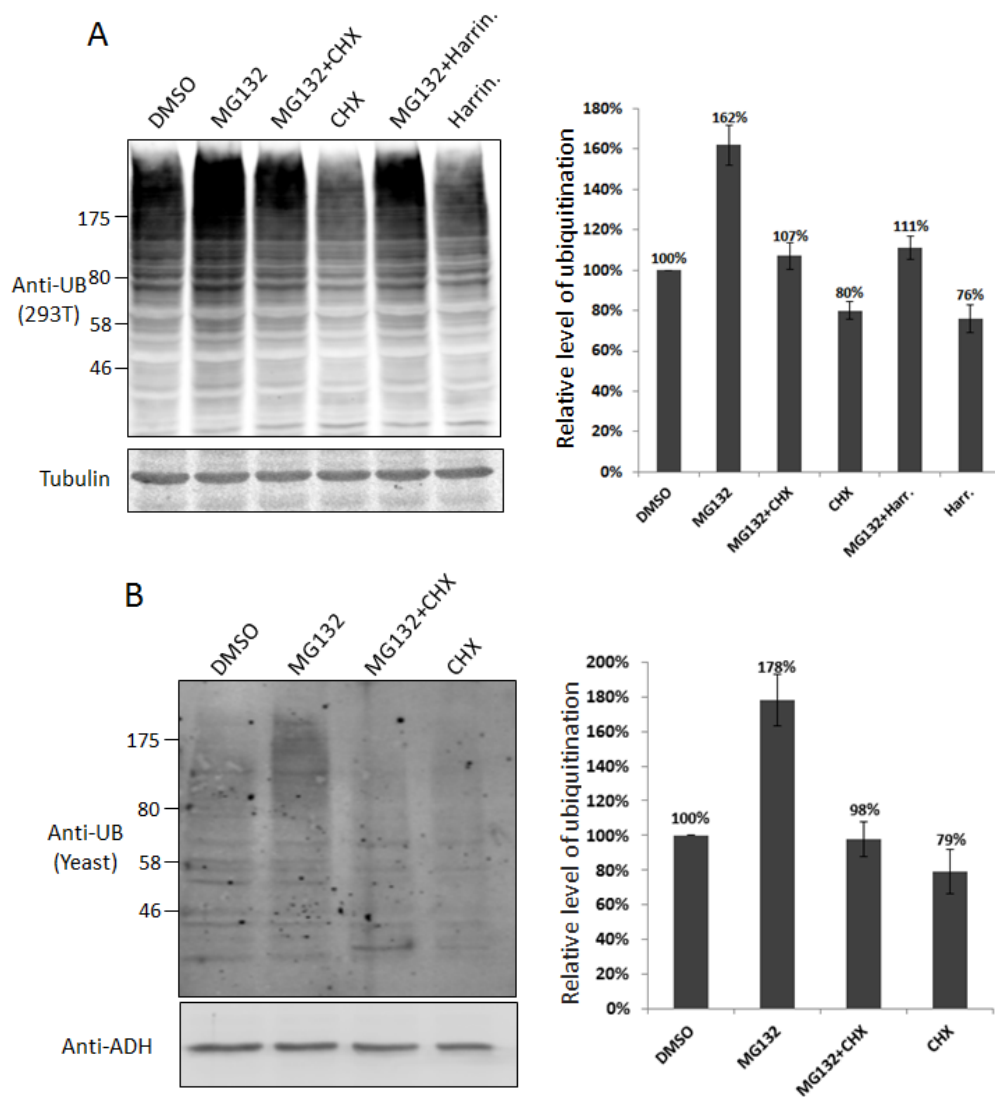 A
DMSO
MG132
MG132+CHX
CHX
MG132+Harrin.
Harrin.
175
80
58
46
Anti-UB
(293T)
Tubulin
Relative level of ubiquitination
180%
160%
140%
120%
100%
80%
60%
40%
20%
0%
100%
162%
107%
80%
111%
76%
DMSO
MG132
MG132+CHX
CHX
MG132+Harr.
Harr.
B
DMSO
MG132
MG132+CHX
CHX
175
80
58
46
Anti-UB
(Yeast)
Anti-ADH
Relative level of ubiquitination
200%
180%
160%
140%
120%
100%
80%
60%
40%
20%
0%
100%
178%
98%
79%
DMSO
MG132
MG132+CHX
CHX